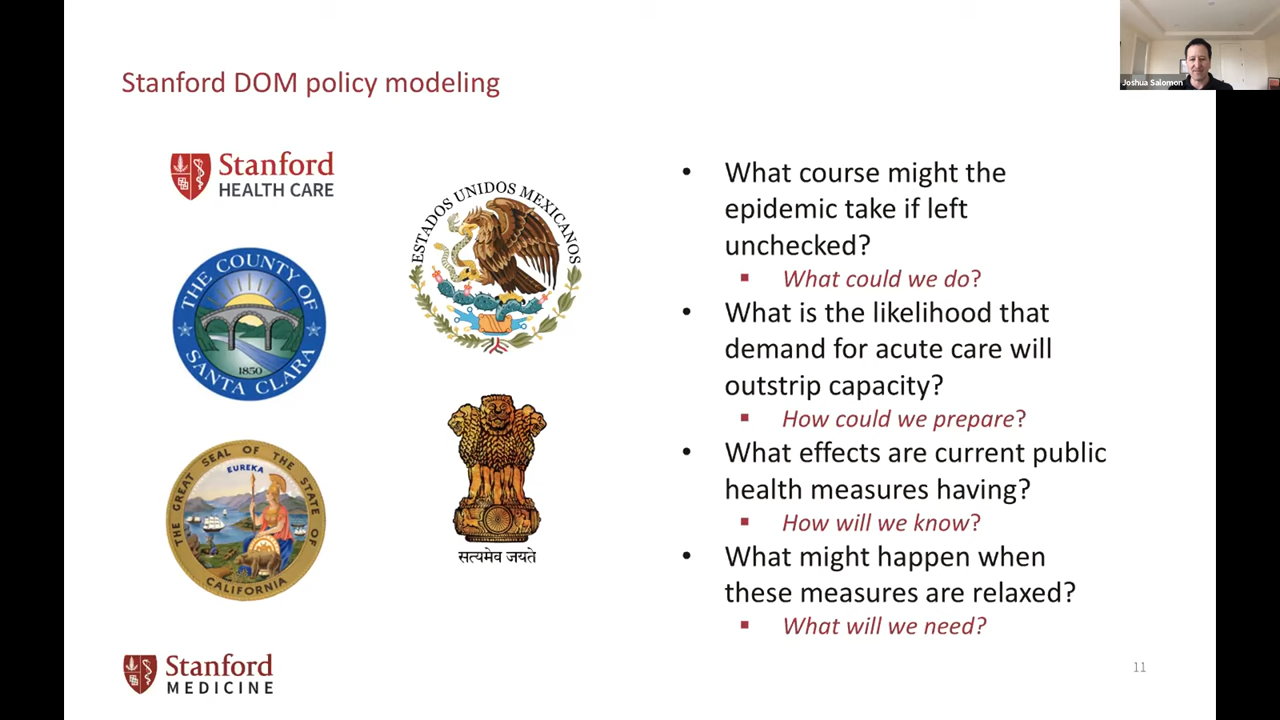 Joshua Salomon
Stanford DOM policy modeling
Stanford
HEALTH CARE
THE COUNTY OF
SANTA CLARA
1850
THE GREAT SEAL OF THE STATE OF
CALIFORNIA
EUREKA
ESTADOS UNIDOS MEXICANOS
सत्यमेव जयते
• What course might the
epidemic take if left
unchecked?
▪ What could we do?
• What is the likelihood that
demand for acute care will
outstrip capacity?
▪ How could we prepare?
• What effects are current public
health measures having?
▪ How will we know?
• What might happen when
these measures are relaxed?
▪ What will we need?
Stanford
MEDICINE
11